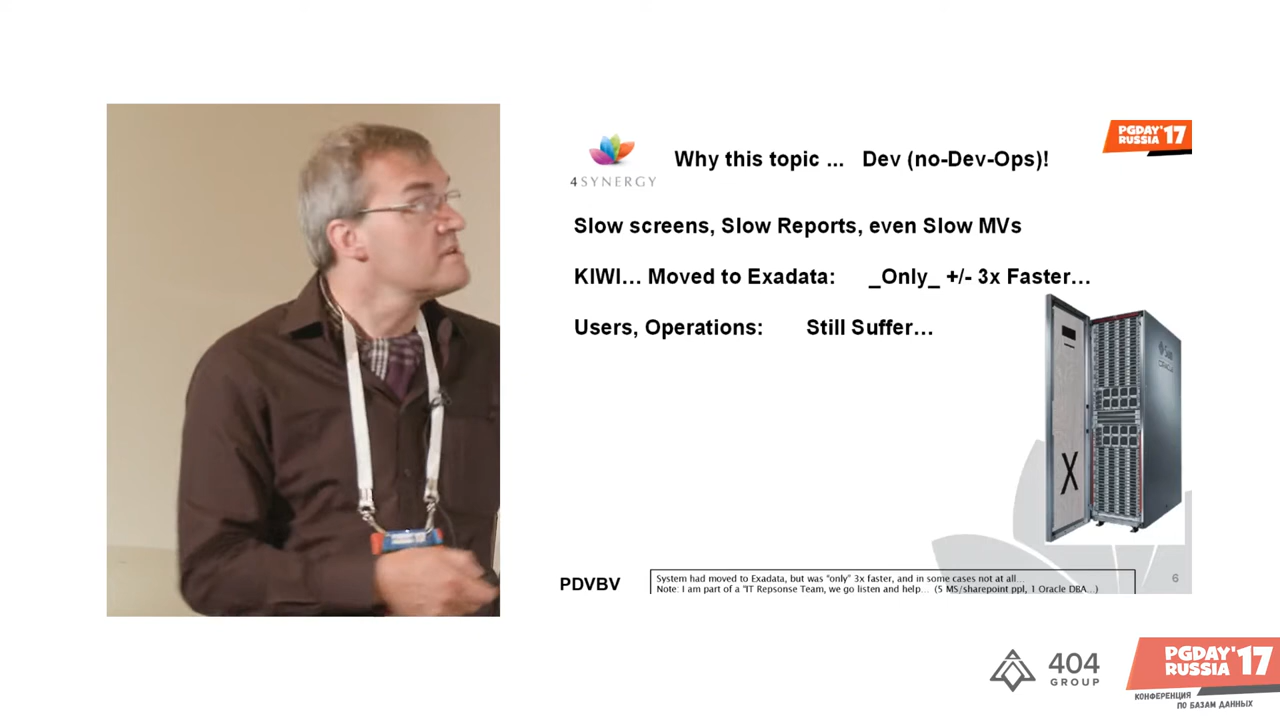 PGDAY'17
RUSSIA
4SYNERGY
Why this topic ... Dev (no-Dev-Ops)!
Slow screens, Slow Reports, even Slow MVs
KIWI... Moved to Exadata: _Only_ +/- 3x Faster...
Users, Operations: Still Suffer...
Sun
ORACLE
X
PDVBV
System had moved to Exadata, but was "only" 3x faster, and in some cases not at all...
Note: I am part of a "IT Repsonse Team, we go listen and help... (5 MS/sharepoint ppl, 1 Oracle DBA...)
6
404
GROUP
PGDAY'17
RUSSIA
КОНФЕРЕНЦИЯ
ПО БАЗАМ ДАННЫХ